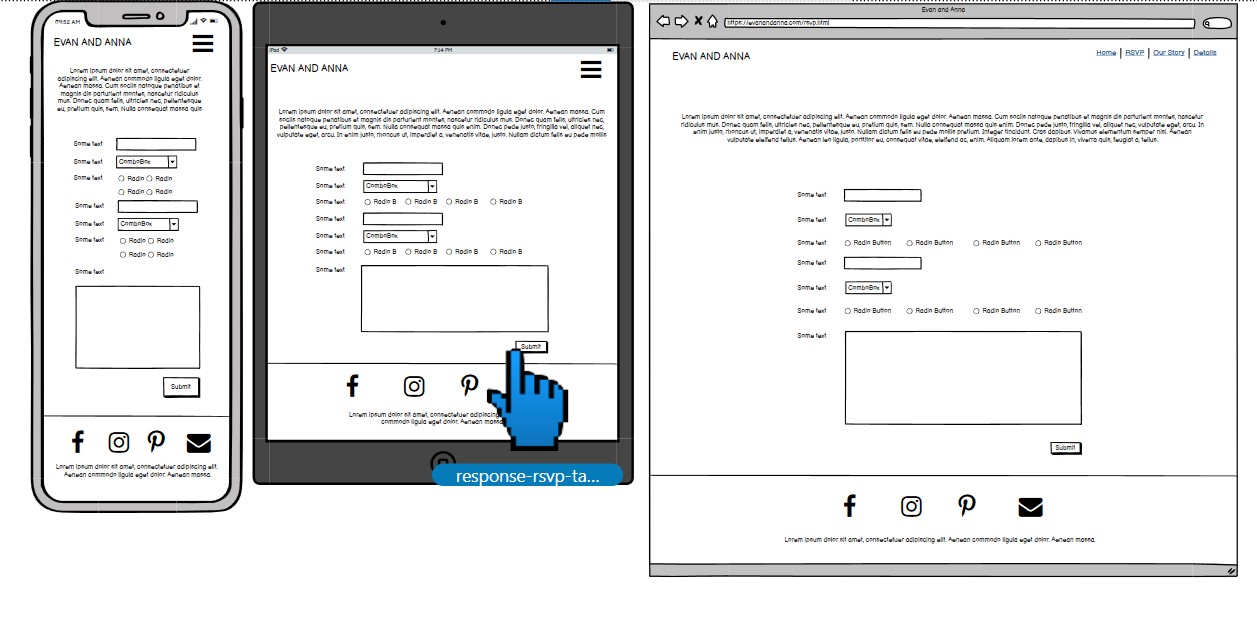 09:52 AM
EVAN AND ANNA
Lorem ipsum dolor sit amet, consectetuer
adipiscing elit. Aenean commodo ligula eget dolor.
Aenean massa. Cum sociis natoque penatibus et
magnis dis parturient montes, nascetur ridiculus
mus. Donec quam felis, ultricies nec, pellentesque
eu, pretium quis, sem. Nulla consequat massa quis
Some text
Some text ComboBox
Some text Radio Radio
Radio Radio
Some text
Some text ComboBox
Some text Radio Radio
Radio Radio
Some text
Submit
Lorem ipsum dolor sit amet, consectetuer adipiscing elit.
Aenean commodo ligula eget dolor. Aenean massa.
iPad 7:14 PM
EVAN AND ANNA
Lorem ipsum dolor sit amet, consectetuer adipiscing elit. Aenean commodo ligula eget dolor. Aenean massa. Cum
sociis natoque penatibus et magnis dis parturient montes, nascetur ridiculus mus. Donec quam felis, ultricies nec,
pellentesque eu, pretium quis, sem. Nulla consequat massa quis enim. Donec pede justo, fringilla vel, aliquet nec,
vulputate eget, arcu. In enim justo, rhoncus ut, imperdiet a, venenatis vitae, justo. Nullam dictum felis eu pede mollis
Some text
Some text ComboBox
Some text Radio B Radio B Radio B Radio B
Some text
Some text ComboBox
Some text Radio B Radio B Radio B Radio B
Some text
Submit
Lorem ipsum dolor sit amet, consectetuer adipiscing
commodo ligula eget dolor. Aenean massa
response-rsvp-ta...
Evan and Anna
https://evanandanna.com/rsvp.html
EVAN AND ANNA
Home | RSVP | Our Story | Details
Lorem ipsum dolor sit amet, consectetuer adipiscing elit. Aenean commodo ligula eget dolor. Aenean massa. Cum sociis natoque penatibus et magnis dis parturient montes, nascetur
ridiculus mus. Donec quam felis, ultricies nec, pellentesque eu, pretium quis, sem. Nulla consequat massa quis enim. Donec pede justo, fringilla vel, aliquet nec, vulputate eget, arcu. In
enim justo, rhoncus ut, imperdiet a, venenatis vitae, justo. Nullam dictum felis eu pede mollis pretium. Integer tincidunt. Cras dapibus. Vivamus elementum semper nisi. Aenean
vulputate eleifend tellus. Aenean leo ligula, porttitor eu, consequat vitae, eleifend ac, enim. Aliquam lorem ante, dapibus in, viverra quis, feugiat a, tellus.
Some text
Some text ComboBox
Some text Radio Button Radio Button Radio Button Radio Button
Some text
Some text ComboBox
Some text Radio Button Radio Button Radio Button Radio Button
Some text
Submit
Lorem ipsum dolor sit amet, consectetuer adipiscing elit. Aenean commodo ligula eget dolor. Aenean massa.